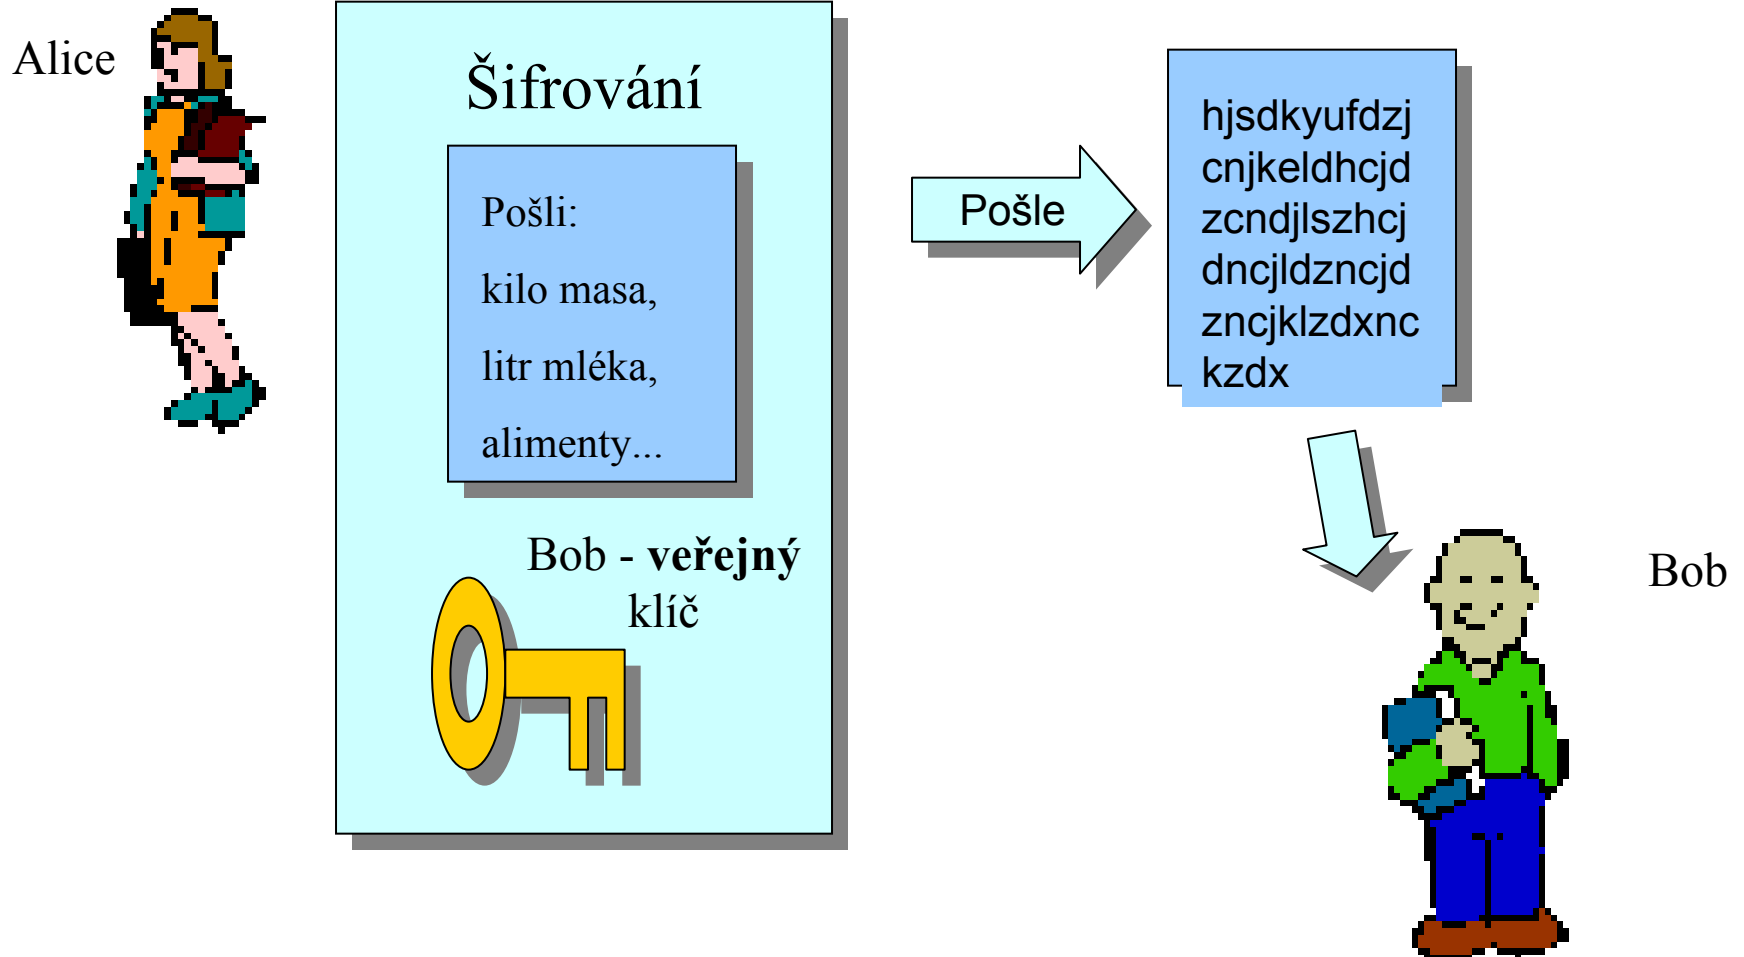 Alice
Šifrování
Pošli:
kilo masa,
litr mléka,
alimenty...
Bob - veřejný
klíč
Pošle
hjsdkyufdzj
cnjkeldhcjd
zcndjlszhcj
dncjldzncjd
zncjklzdxnc
kzdx
Bob